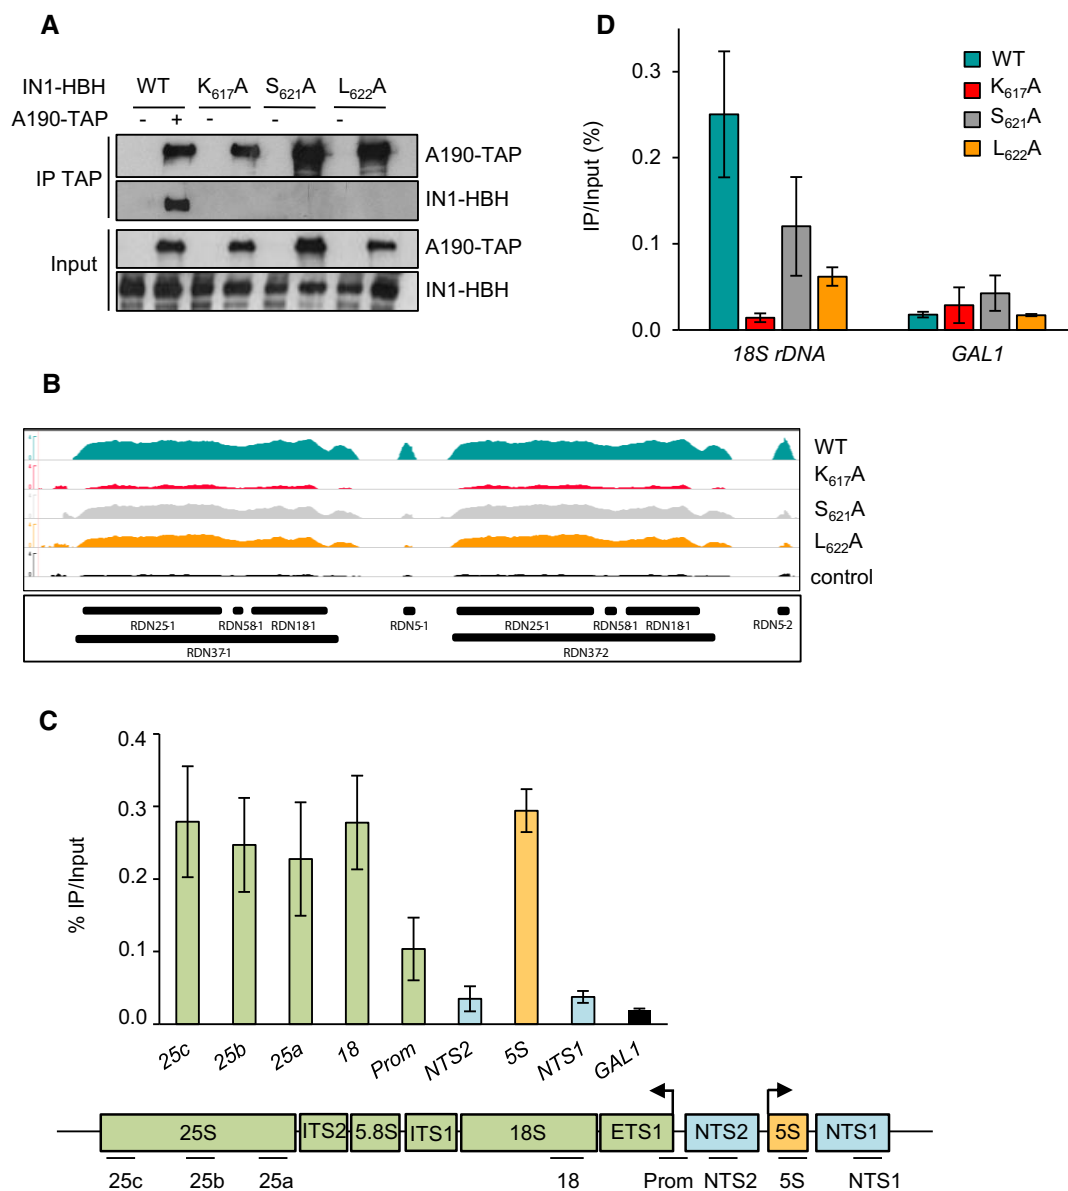 A
IN1-HBH WT K617A S621A L622A
A190-TAP - + - - -
IP TAP
A190-TAP
IN1-HBH
Input
A190-TAP
IN1-HBH
D
IP/Input (%)
0.3
0.2
0.1
0.0
WT
K617A
S621A
L622A
18S rDNA GAL1
B
WT
K617A
S621A
L622A
control
RDN25-1 RDN58-1 RDN18-1 RDN5-1 RDN25-1 RDN58-1 RDN18-1 RDN5-2
RDN37-1 RDN37-2
C
% IP/Input
0.4
0.3
0.2
0.1
0.0
25c 25b 25a 18 Prom NTS2 5S NTS1 GAL1
25S ITS2 5.8S ITS1 18S ETS1 NTS2 5S NTS1
25c 25b 25a 18 Prom NTS2 5S NTS1